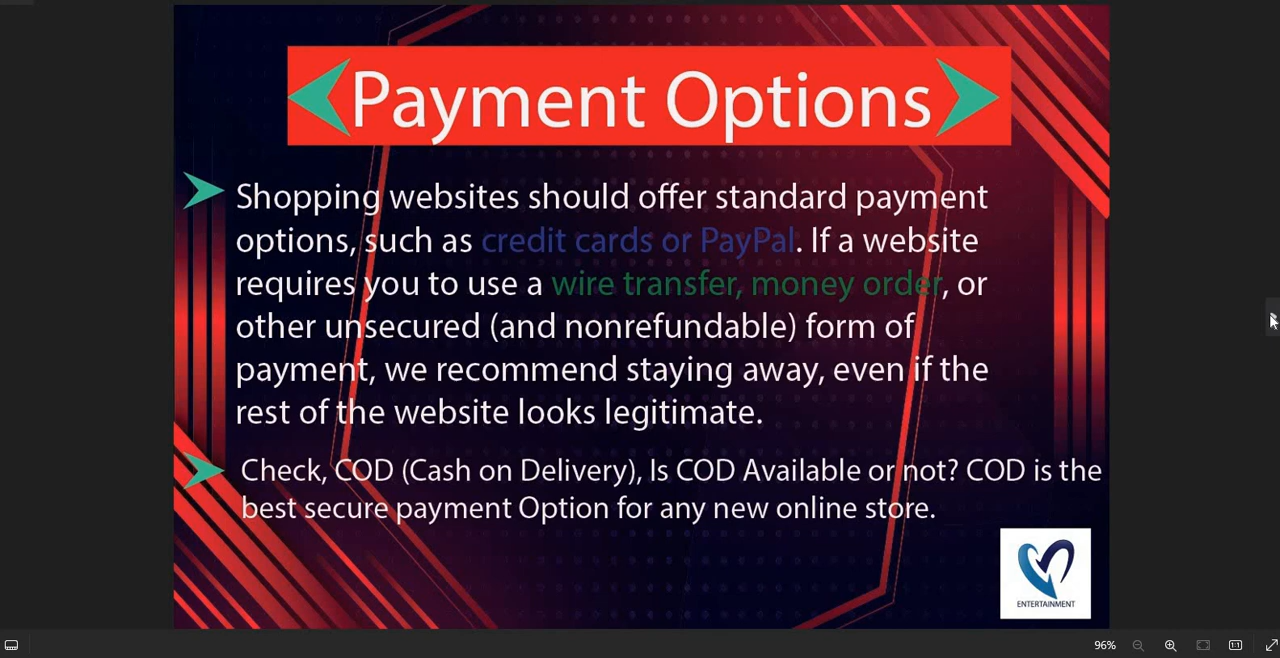 Payment Options
Shopping websites should offer standard payment
options, such as credit cards or PayPal. If a website
requires you to use a wire transfer, money order, or
other unsecured (and nonrefundable) form of
payment, we recommend staying away, even if the
rest of the website looks legitimate.
Check, COD (Cash on Delivery), Is COD Available or not? COD is the
best secure payment Option for any new online store.
ENTERTAINMENT
96%
1:1